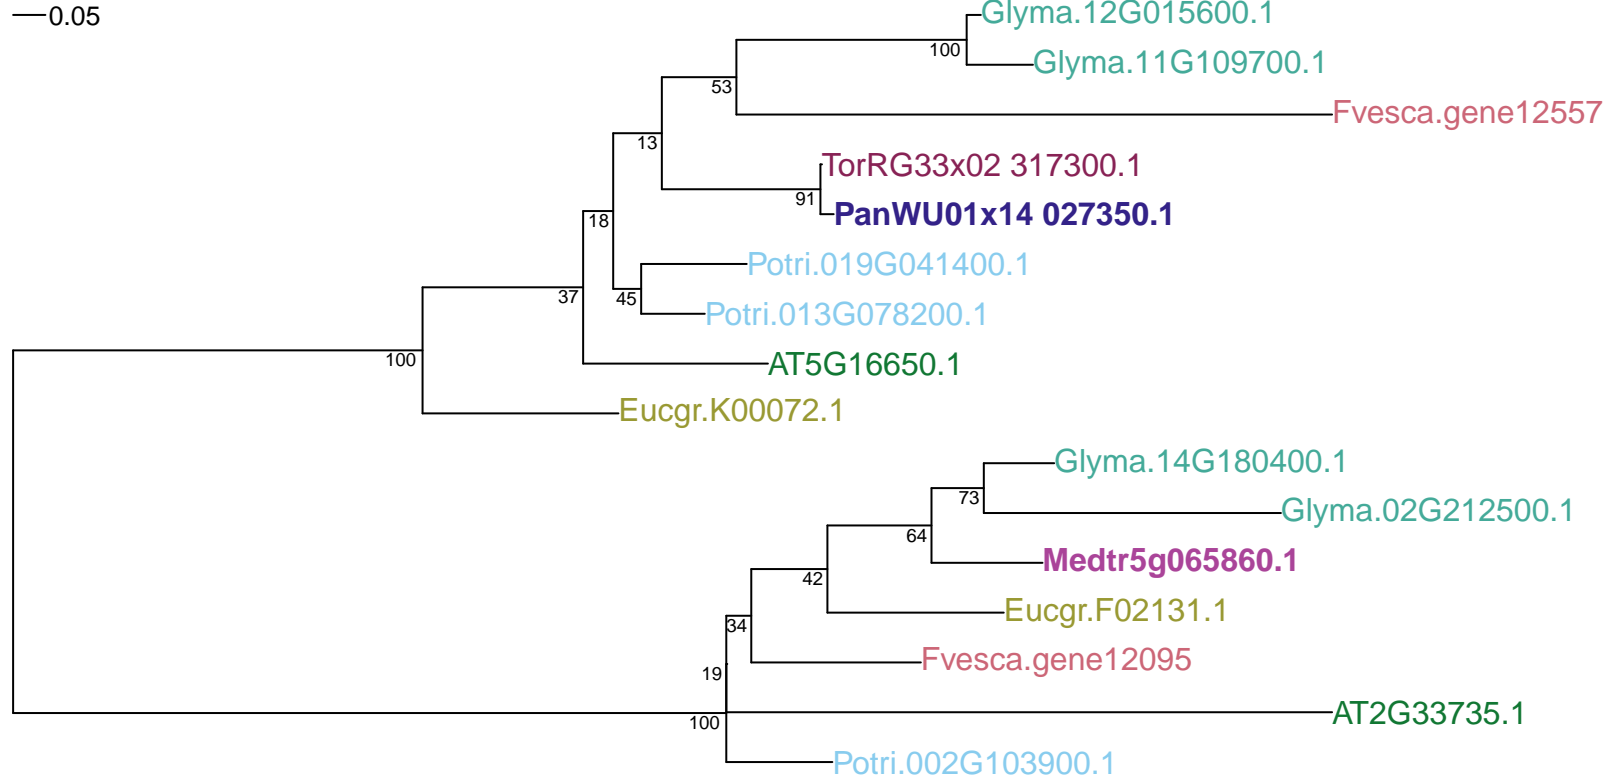 0.05
Glyma.12G015600.1
100
Glyma.11G109700.1
53
Fvesca.gene12557
13
TorRG33x02 317300.1
91
PanWU01x14 027350.1
18
Potri.019G041400.1
37
45
Potri.013G078200.1
100
AT5G16650.1
Eucgr.K00072.1
Glyma.14G180400.1
73
Glyma.02G212500.1
64
Medtr5g065860.1
42
Eucgr.F02131.1
34
Fvesca.gene12095
19
AT2G33735.1
100
Potri.002G103900.1